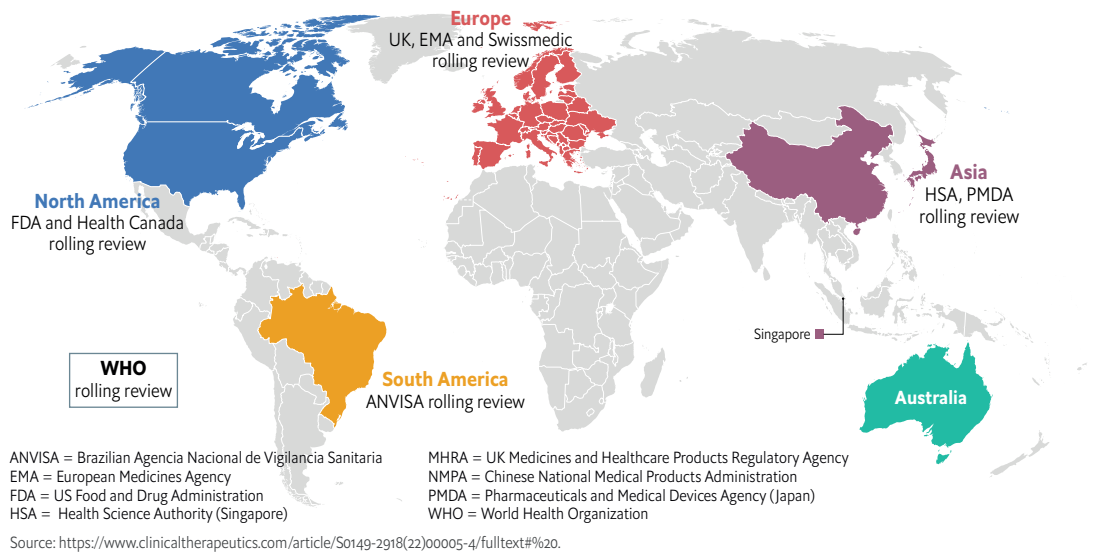 Europe
UK, EMA and Swissmedic
rolling review
North America
FDA and Health Canada
rolling review
Asia
HSA, PMDA
rolling review
Singapore
WHO
rolling review
South America
ANVISA rolling review
Australia
ANVISA = Brazilian Agencia Nacional de Vigilancia Sanitaria
EMA = European Medicines Agency
FDA = US Food and Drug Administration
HSA = Health Science Authority (Singapore)
MHRA = UK Medicines and Healthcare Products Regulatory Agency
NMPA = Chinese National Medical Products Administration
PMDA = Pharmaceuticals and Medical Devices Agency (Japan)
WHO = World Health Organization
Source: https://www.clinicaltherapeutics.com/article/S0149-2918(22)00005-4/fulltext#%20.